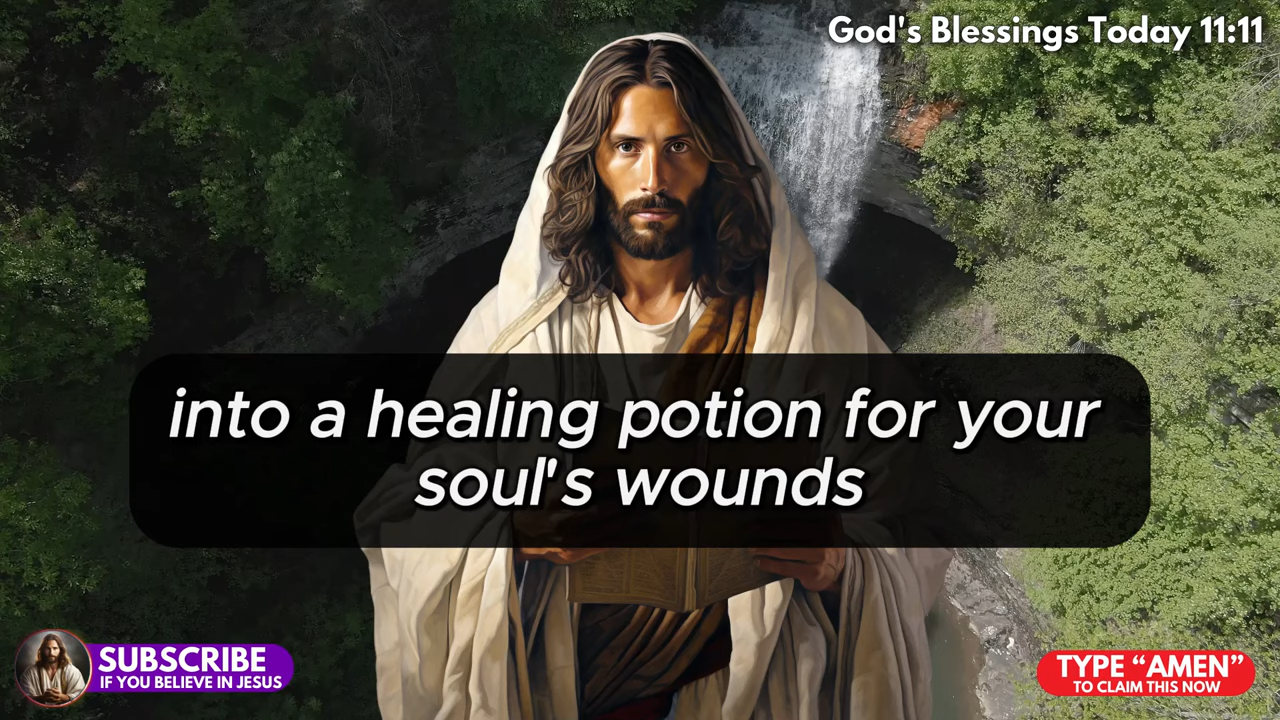 God's Blessings Today 11:11
into a healing potion for your
soul's wounds
SUBSCRIBE
IF YOU BELIEVE IN JESUS
TYPE “AMEN”
TO CLAIM THIS NOW